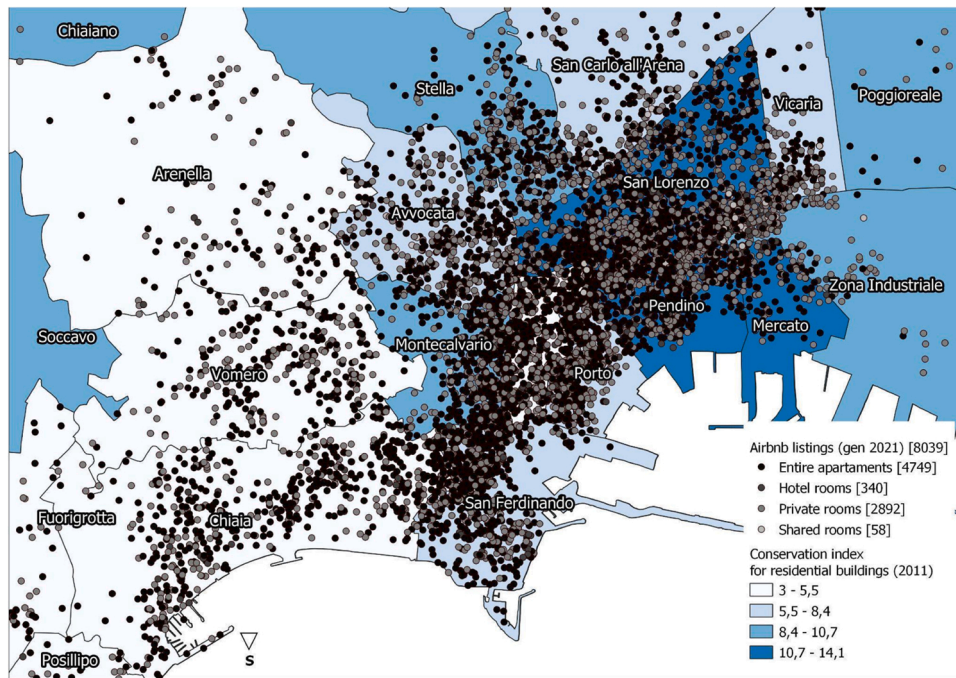 Chiaiano
San Carlo all'Arena
Stella
Vicaria
Poggioreale
Arenella
San Lorenzo
Avvocata
Zona Industriale
Pendino
Mercato
Soccavo
Montecalvario
Vomero
Porto
San Ferdinando
Fuorigrotta
Chiaia
Posillipo
S
Airbnb listings (gen 2021) [8039]
Entire apartaments [4749]
Hotel rooms [340]
Private rooms [2892]
Shared rooms [58]
Conservation index
for residential buildings (2011)
3 - 5,5
5,5 - 8,4
8,4 - 10,7
10,7 - 14,1